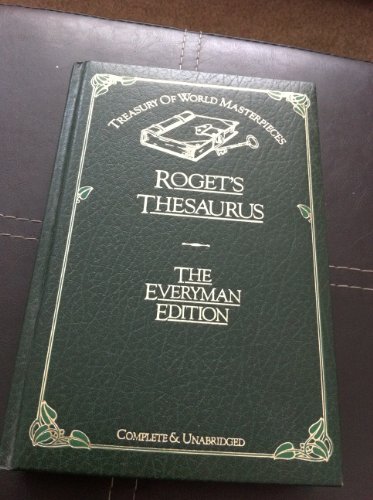 TREASURY OF WORLD MASTERPIECES
ROGET'S
THESAURUS
THE
EVERYMAN
EDITION
COMPLETE & UNABRIDGED